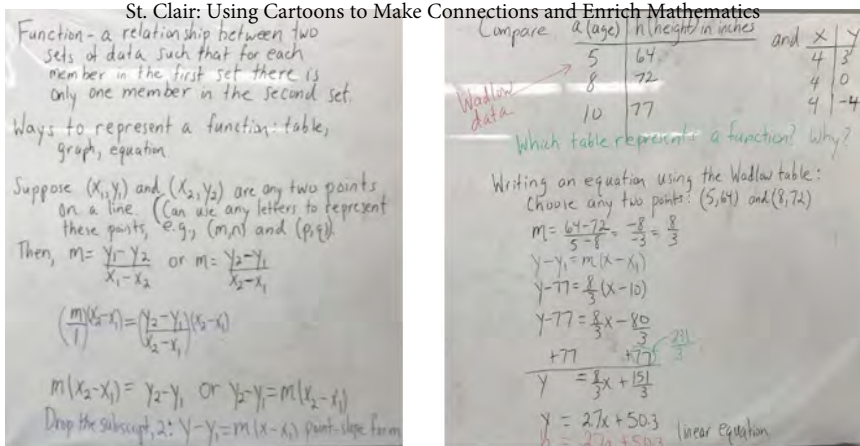 St. Clair: Using Cartoons to Make Connections and Enrich Mathematics
Function - a relationship between two
sets of data such that for each
member in the first set there is
only one member in the second set.
Ways to represent a function: table,
graph, equation
Suppose (x₁, y₁) and (x₂, y₂) are any two points
on a line. (Can use any letters to represent
these points, e.g., (m,n) and (p,q))
Then, m = (y₁-y₂)/(x₁-x₂) or m = (y₂-y₁)/(x₂-x₁)
(m/1)(x₂-x₁) = ((y₂-y₁)/(x₂-x₁))(x₂-x₁)
m(x₂-x₁) = y₂-y₁ or y₂-y₁ = m(x₂-x₁)
Drop the subscript, 2: y-y₁ = m(x-x₁) point-slope form
Compare a (age) | h (height) in inches and x | y
5 | 64 4 | 3
8 | 72 4 | 0
10 | 77 4 | -4
Wadlow
data
Which table represents a function? Why?
Writing an equation using the Wadlow table:
Choose any two points: (5,64) and (8,72)
m = (64-72)/(5-8) = -8/-3 = 8/3
y-y₁ = m(x-x₁)
y-77 = 8/3(x-10)
y-77 = 8/3x - 80/3
+77 +77 231/3
y = 8/3x + 151/3
y = 27x + 50.3 linear equation
h = 27a + 50.3